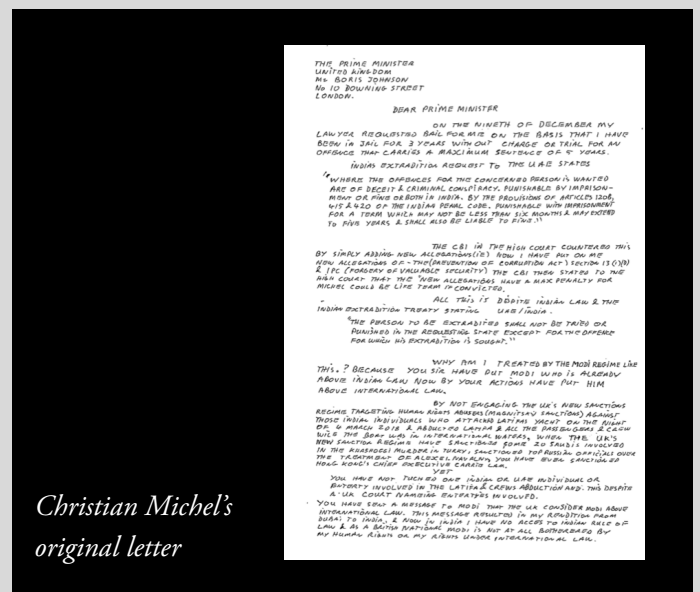 THE PRIME MINISTER
UNITED KINGDOM
MR BORIS JOHNSON
No 10 DOWNING STREET
LONDON.
DEAR PRIME MINISTER
ON THE NINETH OF DECEMBER MY
LAWYER REQUESTED BAIL FOR ME ON THE BASIS THAT I HAVE
BEEN IN JAIL FOR 3 YEARS WITHOUT CHARGE OR TRIAL FOR AN
OFFENCE THAT CARRIES A MAXIMUM SENTENCE OF 5 YEARS.
INDIAS EXTRADITION REQUEST TO THE UAE STATES
"WHERE THE OFFENCES FOR THE CONCERNED PERSON IS WANTED
ARE OF DECEIT & CRIMINAL CONSPIRACY. PUNISHABLE BY IMPRISON-
MENT OR FINE OR BOTH IN INDIA. BY THE PROVISIONS OF ARTICLES 120B,
415 & 420 OF THE INDIAN PENAL CODE. PUNISHABLE WITH IMPRISONMENT
FOR A TERM WHICH MAY NOT BE LESS THAN SIX MONTHS & MAY EXTEND
TO FIVE YEARS & SHALL ALSO BE LIABLE TO FINE."
THE CBI IN THE HIGH COURT COUNTERED THIS
BY SIMPLY ADDING NEW ALLEGATIONS (IE) NOW I HAVE PUT ON ME
NEW ALLEGATIONS OF - THE (PREVENTION OF CORRUPTION ACT) SECTION 13 (1)(B)
& IPC (FORGERY OF VALUABLE SECURITY) THE CBI THEN STATED TO THE
HIGH COURT THAT THE "NEW ALLEGATIONS HAVE A MAX PENALTY FOR
MICHEL COULD BE LIFE TERM IF CONVICTED.
ALL THIS IS DESPITE INDIAN LAW & THE
INDIAN EXTRADITION TREATY STATING UAE/INDIA.
"THE PERSON TO BE EXTRADITED SHALL NOT BE TRIED OR
PUNISHED IN THE REQUESTING STATE EXCEPT FOR THE OFFENCE
FOR WHICH HIS EXTRADITION IS SOUGHT."
WHY AM I TREATED BY THE MODI REGIME LIKE
THIS.? BECAUSE YOU SIR HAVE PUT MODI WHO IS ALREADY
ABOVE INDIAN LAW NOW BY YOUR ACTIONS HAVE PUT HIM
ABOVE INTERNATIONAL LAW.
BY NOT ENGAGING THE UK'S NEW SANCTIONS
REGIME TARGETING HUMAN RIGHTS ABUSERS (MAGNITSKY SANCTIONS) AGAINST
THOSE INDIAN INDIVIDUALS WHO ATTACKED LATIFAS YACHT ON THE NIGHT
OF 4 MARCH 2018 & ABDUCTED LATIFA & ALL THE PASSENGERS &
THE BOAT WAS IN INTERNATIONAL WATERS, WHEN THE UK'S
NEW SANCTION REGIME HAVE SANCTIONED SOME 20 SAUDIS INVOLVED
IN THE KHASHOGGI MURDER IN TURKY, SANCTIONED TOP RUSSIAN OFFICIALS OVER
THE TREATMENT OF ALEXEI NAVALNY, YOU HAVE EVEN SANCTIONED
HONG KONG'S CHIEF EXECUTIVE CARRIE LAM.
YET
YOU HAVE NOT TUCHED ONE INDIAN OR UAE INDIVIDUAL OR
ENTERTY INVOLVED IN THE LATIFA & CREWS ABDUCTION AND. THIS DESPITE
A UK COURT NAMEING ENTERTIES INVOLVED.
YOU HAVE SENT A MESSAGE TO MODI THAT THE UK CONSIDER MODI ABOVE
INTERNATIONAL LAW. THIS MESSAGE RESULTED IN MY RENDITION FROM
DUBAI TO INDIA, & NOW IN INDIA I HAVE NO ACCES TO INDIAN RULE OF
LAW & AS A BRITISH NATIONAL MODI IS NOT AT ALL BOTHERERED BY
MY HUMAN RIGHTS OR MY RIGHTS UNDER INTERNATIONAL LAW.
Christian Michel's
original letter